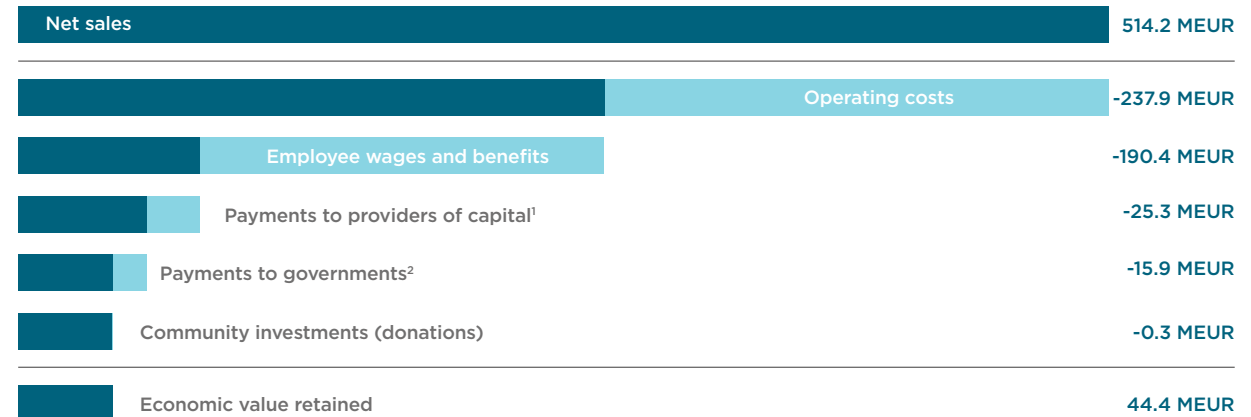 Net sales 514.2 MEUR
Operating costs -237.9 MEUR
Employee wages and benefits -190.4 MEUR
Payments to providers of capital¹ -25.3 MEUR
Payments to governments² -15.9 MEUR
Community investments (donations) -0.3 MEUR
Economic value retained 44.4 MEUR